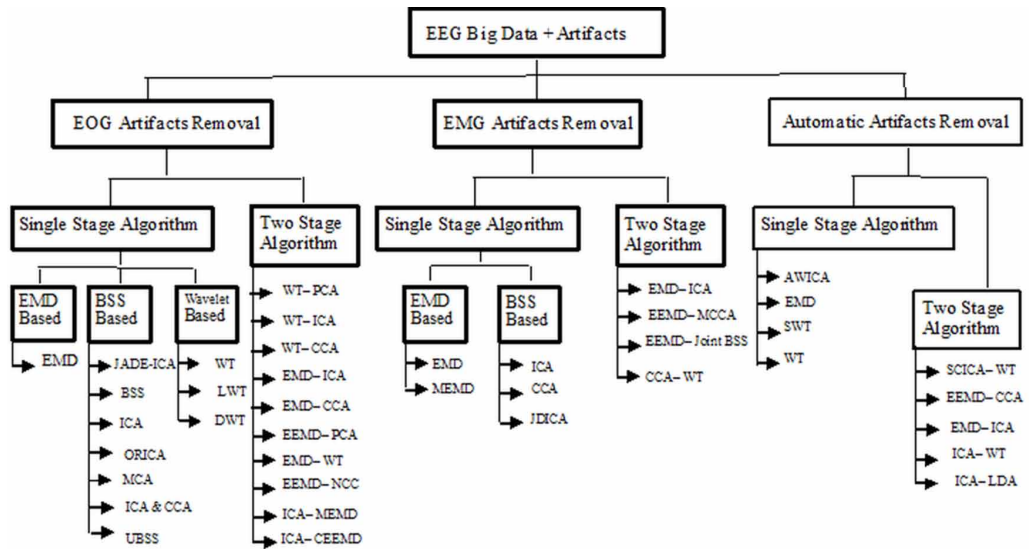 EEG Big Data + Artifacts
EOG Artifacts Removal
EMG Artifacts Removal
Automatic Artifacts Removal
Single Stage Algorithm
Two Stage
Algorithm
EMD
Based
BSS
Based
Wavelet
Based
EMD
JADE-ICA
BSS
ICA
ORICA
MCA
ICA & CCA
UBSS
WT
LWT
DWT
WT–PCA
WT–ICA
WT–CCA
EMD–ICA
EMD–CCA
EEMD–PCA
EMD–WT
EEMD–NCC
ICA–MEMD
ICA–CEEMD
Single Stage Algorithm
Two Stage
Algorithm
EMD
Based
BSS
Based
EMD
MEMD
ICA
CCA
JDICA
EMD–ICA
EEMD–MCCA
EEMD–Joint BSS
CCA–WT
Single Stage Algorithm
AWICA
EMD
SWT
WT
Two Stage
Algorithm
SCICA–WT
EEMD–CCA
EMD–ICA
ICA–WT
ICA–LDA